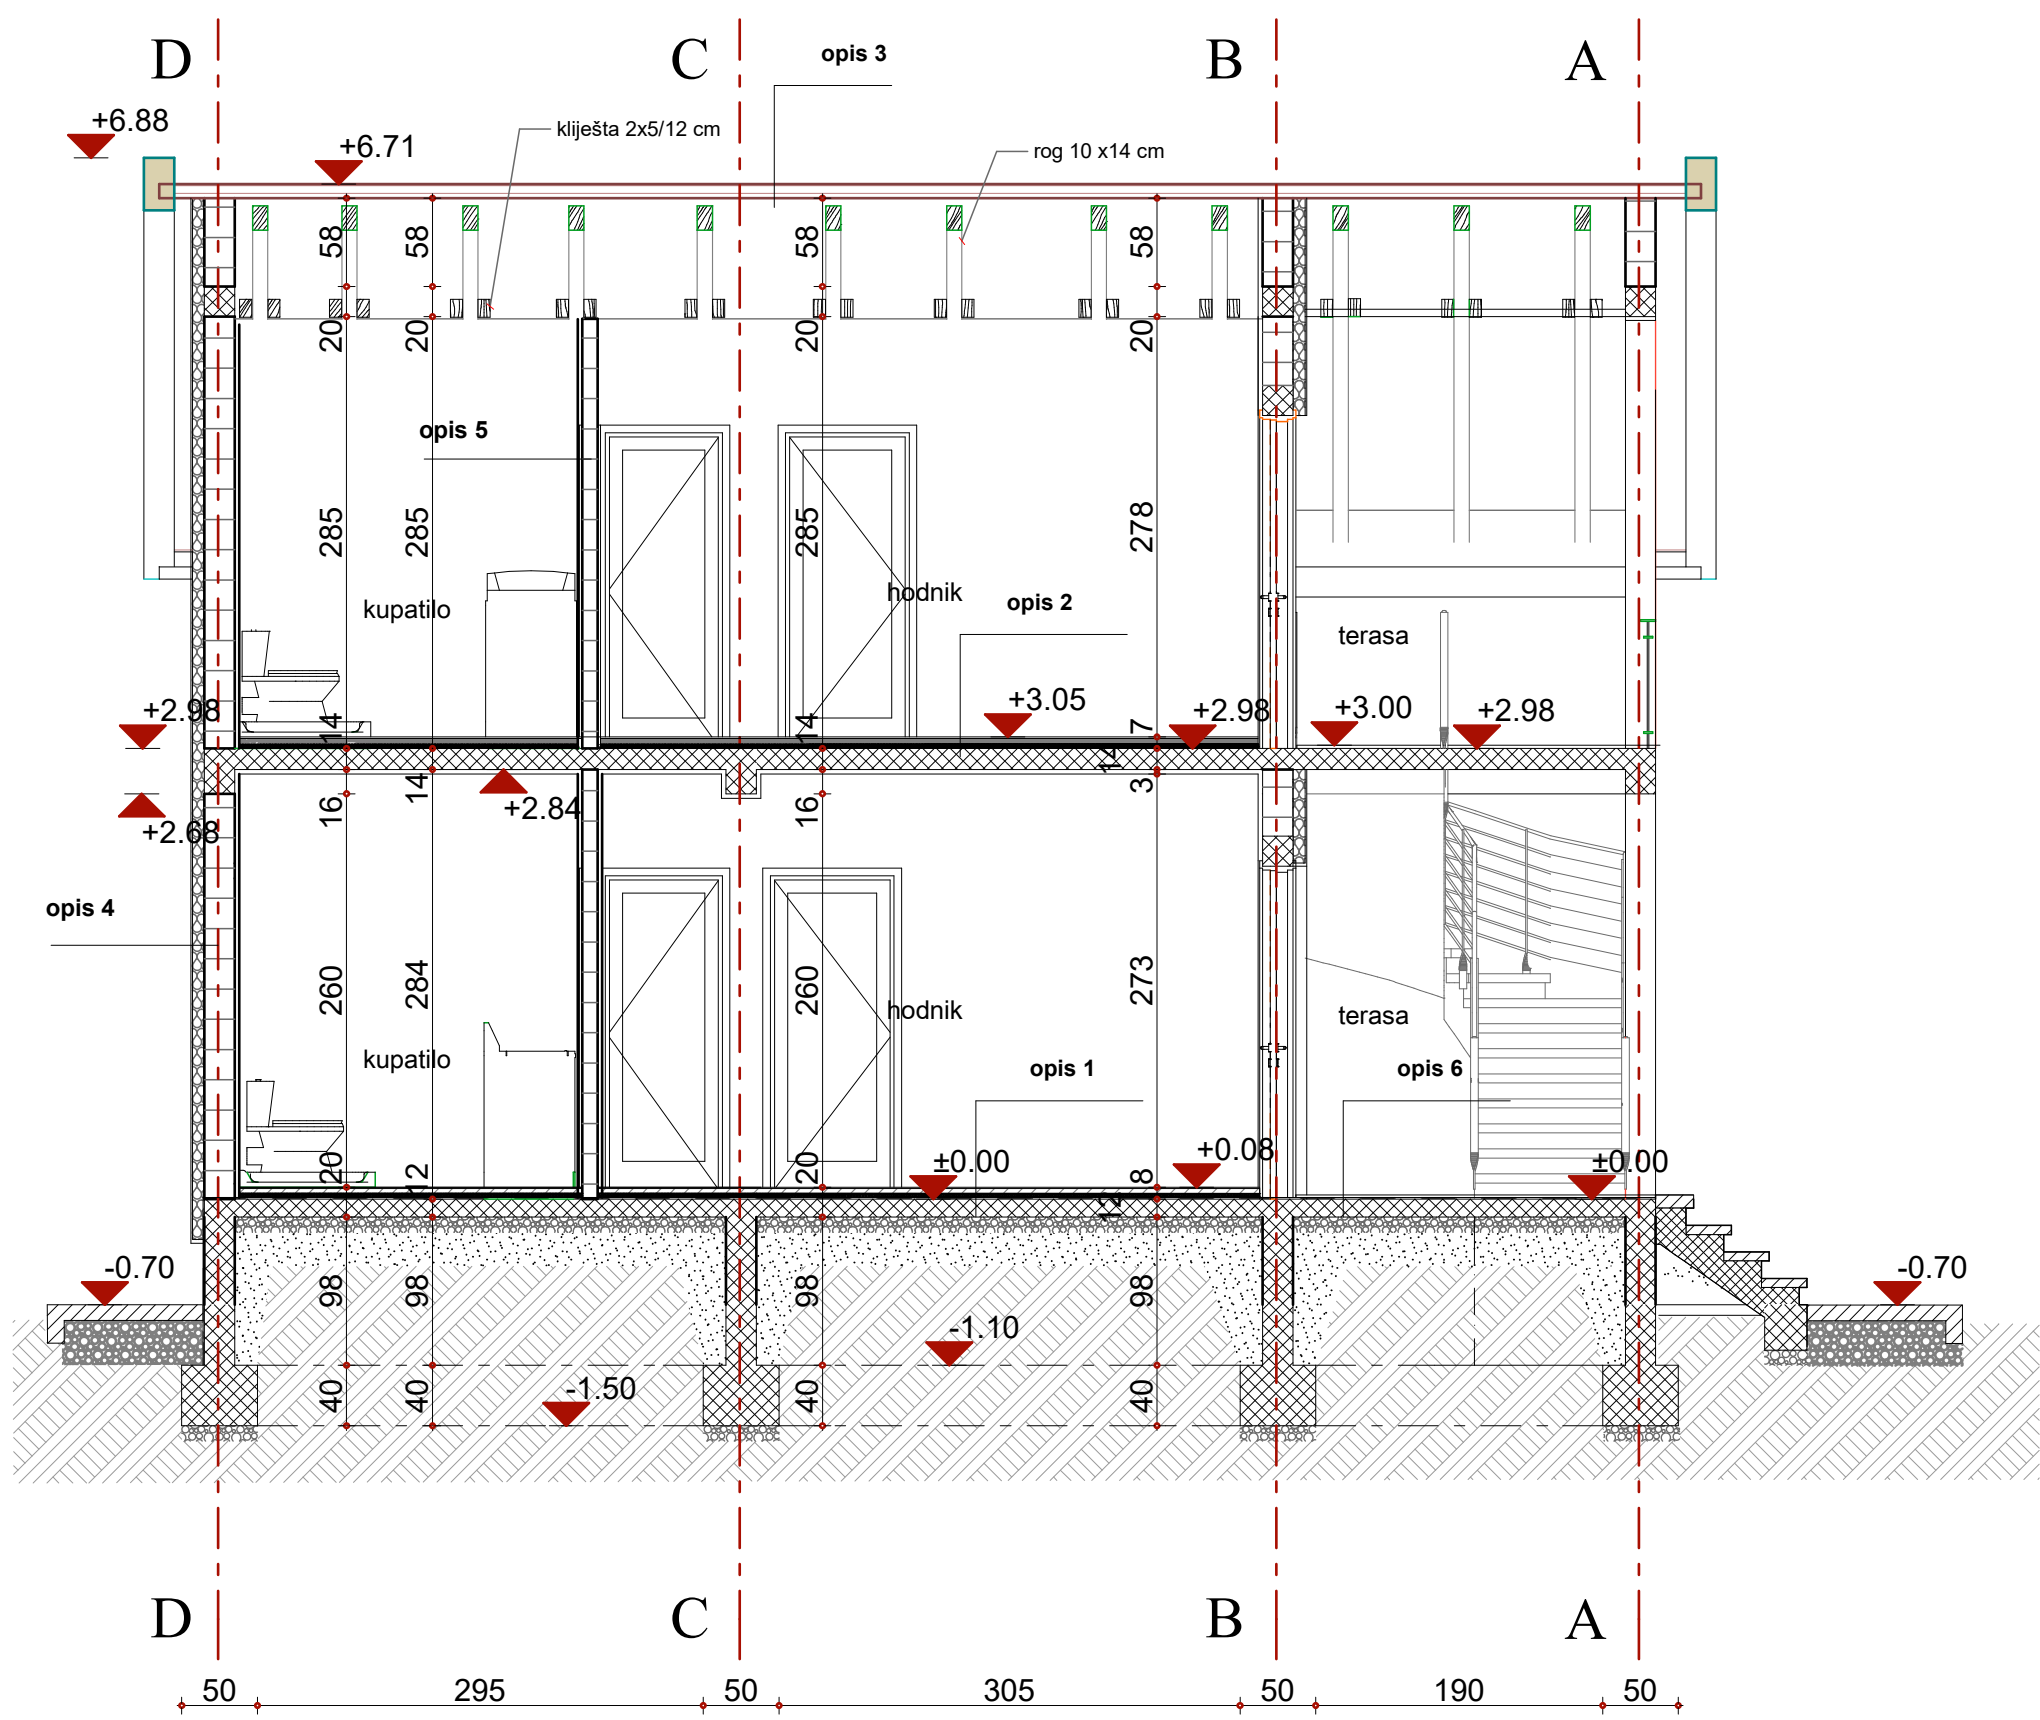 D
C
B
A
opis 3
+6.88
+6.71
kliješta 2x5/12 cm
rog 10 x14 cm
58
58
58
58
20
20
20
20
opis 5
285
285
285
278
kupatilo
hodnik
opis 2
terasa
+2.98
14
14
+3.05
7
+2.98
+3.00
+2.98
14
14
3
16
16
+2.84
+2.68
opis 4
260
284
260
273
kupatilo
hodnik
terasa
opis 1
opis 6
20
12
20
±0.00
8
+0.08
±0.00
12
-0.70
98
98
98
98
-1.10
-0.70
40
40
-1.50
40
40
D
C
B
A
50
295
50
305
50
190
50